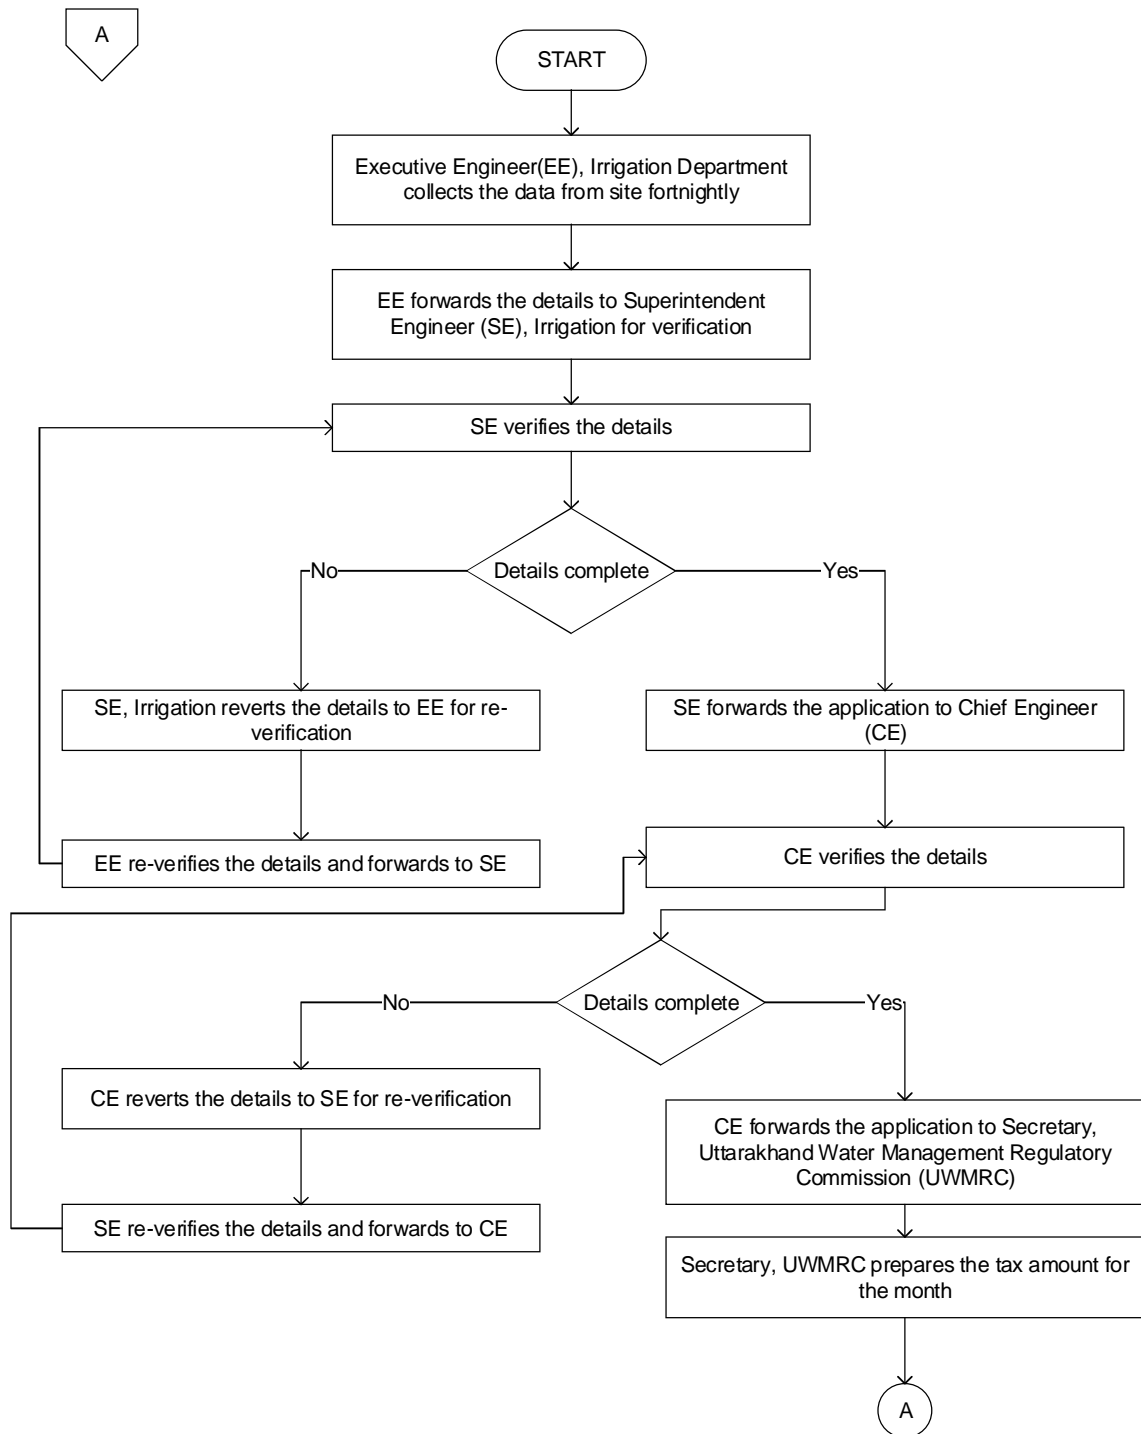 A
START
Executive Engineer(EE), Irrigation Department
collects the data from site fortnightly
EE forwards the details to Superintendent
Engineer (SE), Irrigation for verification
SE verifies the details
Details complete
No
Yes
SE, Irrigation reverts the details to EE for re-
verification
SE forwards the application to Chief Engineer
(CE)
EE re-verifies the details and forwards to SE
CE verifies the details
Details complete
No
Yes
CE reverts the details to SE for re-verification
CE forwards the application to Secretary,
Uttarakhand Water Management Regulatory
Commission (UWMRC)
SE re-verifies the details and forwards to CE
Secretary, UWMRC prepares the tax amount for
the month
A